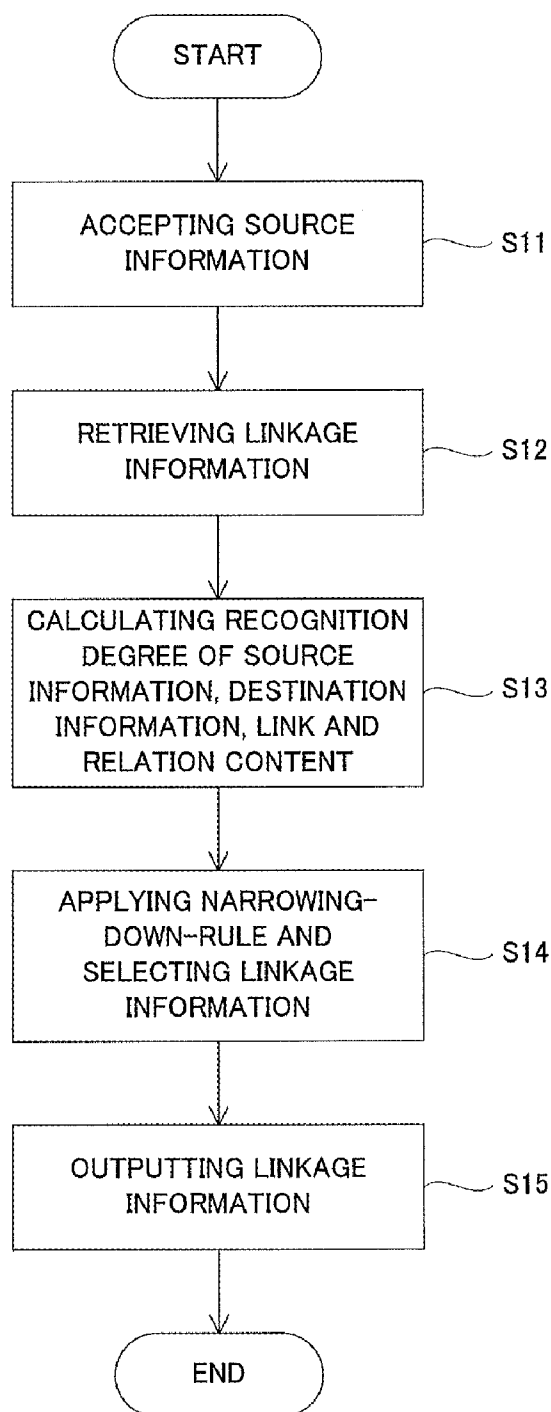 START
ACCEPTING SOURCE
INFORMATION
S11
RETRIEVING LINKAGE
INFORMATION
S12
CALCULATING RECOGNITION
DEGREE OF SOURCE
INFORMATION, DESTINATION
INFORMATION, LINK AND
RELATION CONTENT
S13
APPLYING NARROWING-
DOWN-RULE AND
SELECTING LINKAGE
INFORMATION
S14
OUTPUTTING LINKAGE
INFORMATION
S15
END